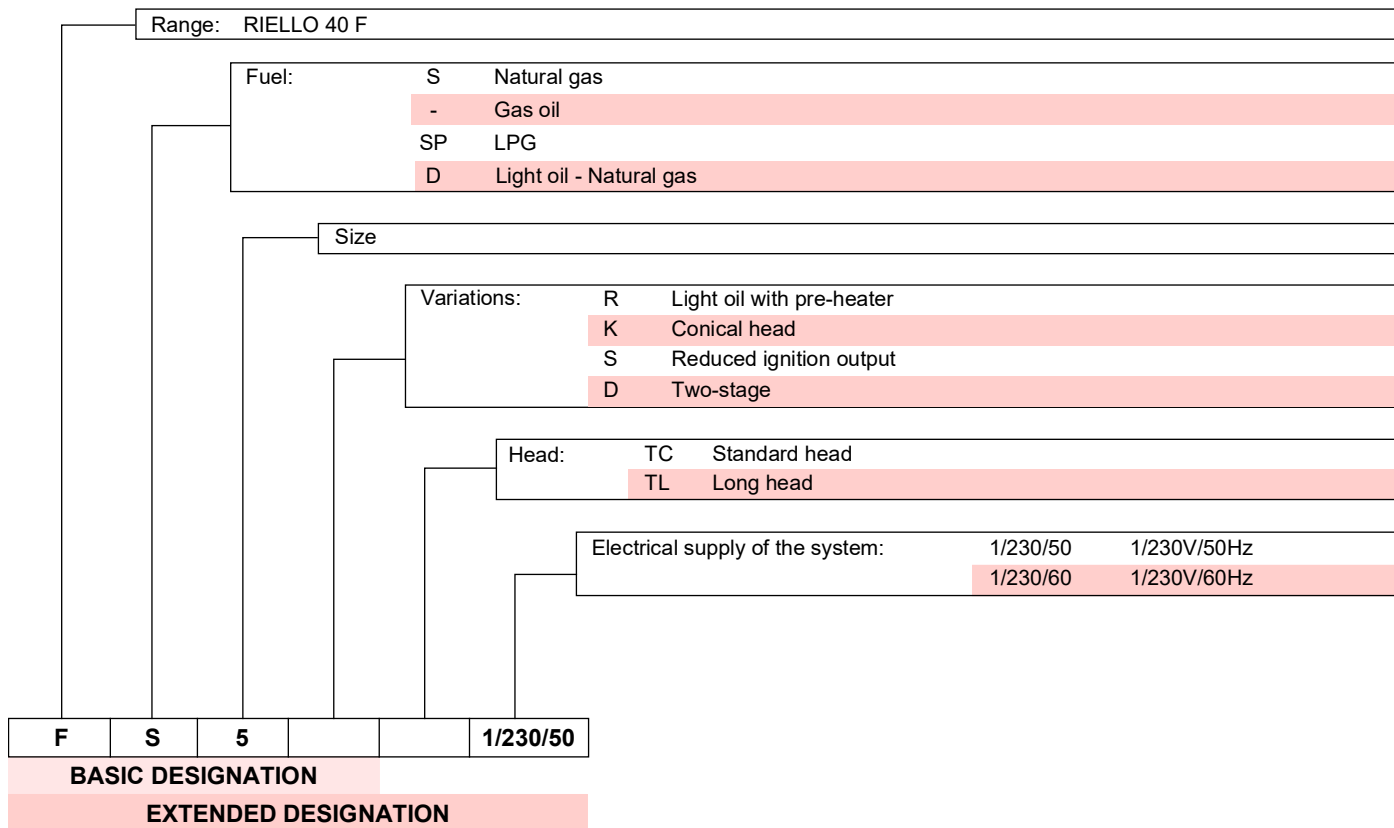 Range: RIELLO 40 F
Fuel: S Natural gas
- Gas oil
SP LPG
D Light oil - Natural gas
Size
Variations: R Light oil with pre-heater
K Conical head
S Reduced ignition output
D Two-stage
Head: TC Standard head
TL Long head
Electrical supply of the system: 1/230/50 1/230V/50Hz
1/230/60 1/230V/60Hz
F S 5 1/230/50
BASIC DESIGNATION
EXTENDED DESIGNATION